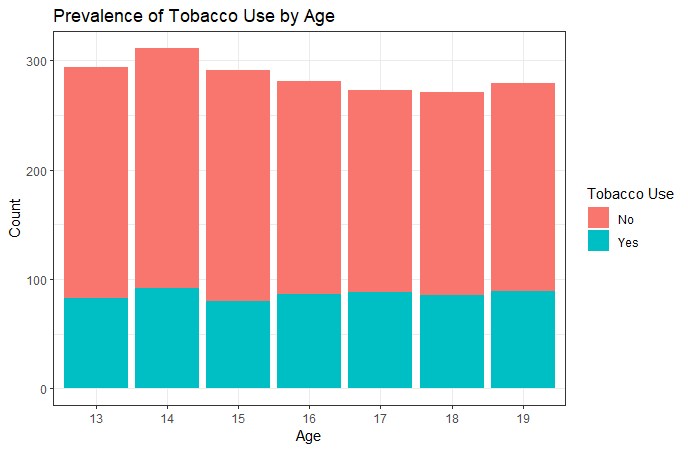 Prevalence of Tobacco Use by Age
300
200
100
0
Count
13 14 15 16 17 18 19
Age
Tobacco Use
No
Yes